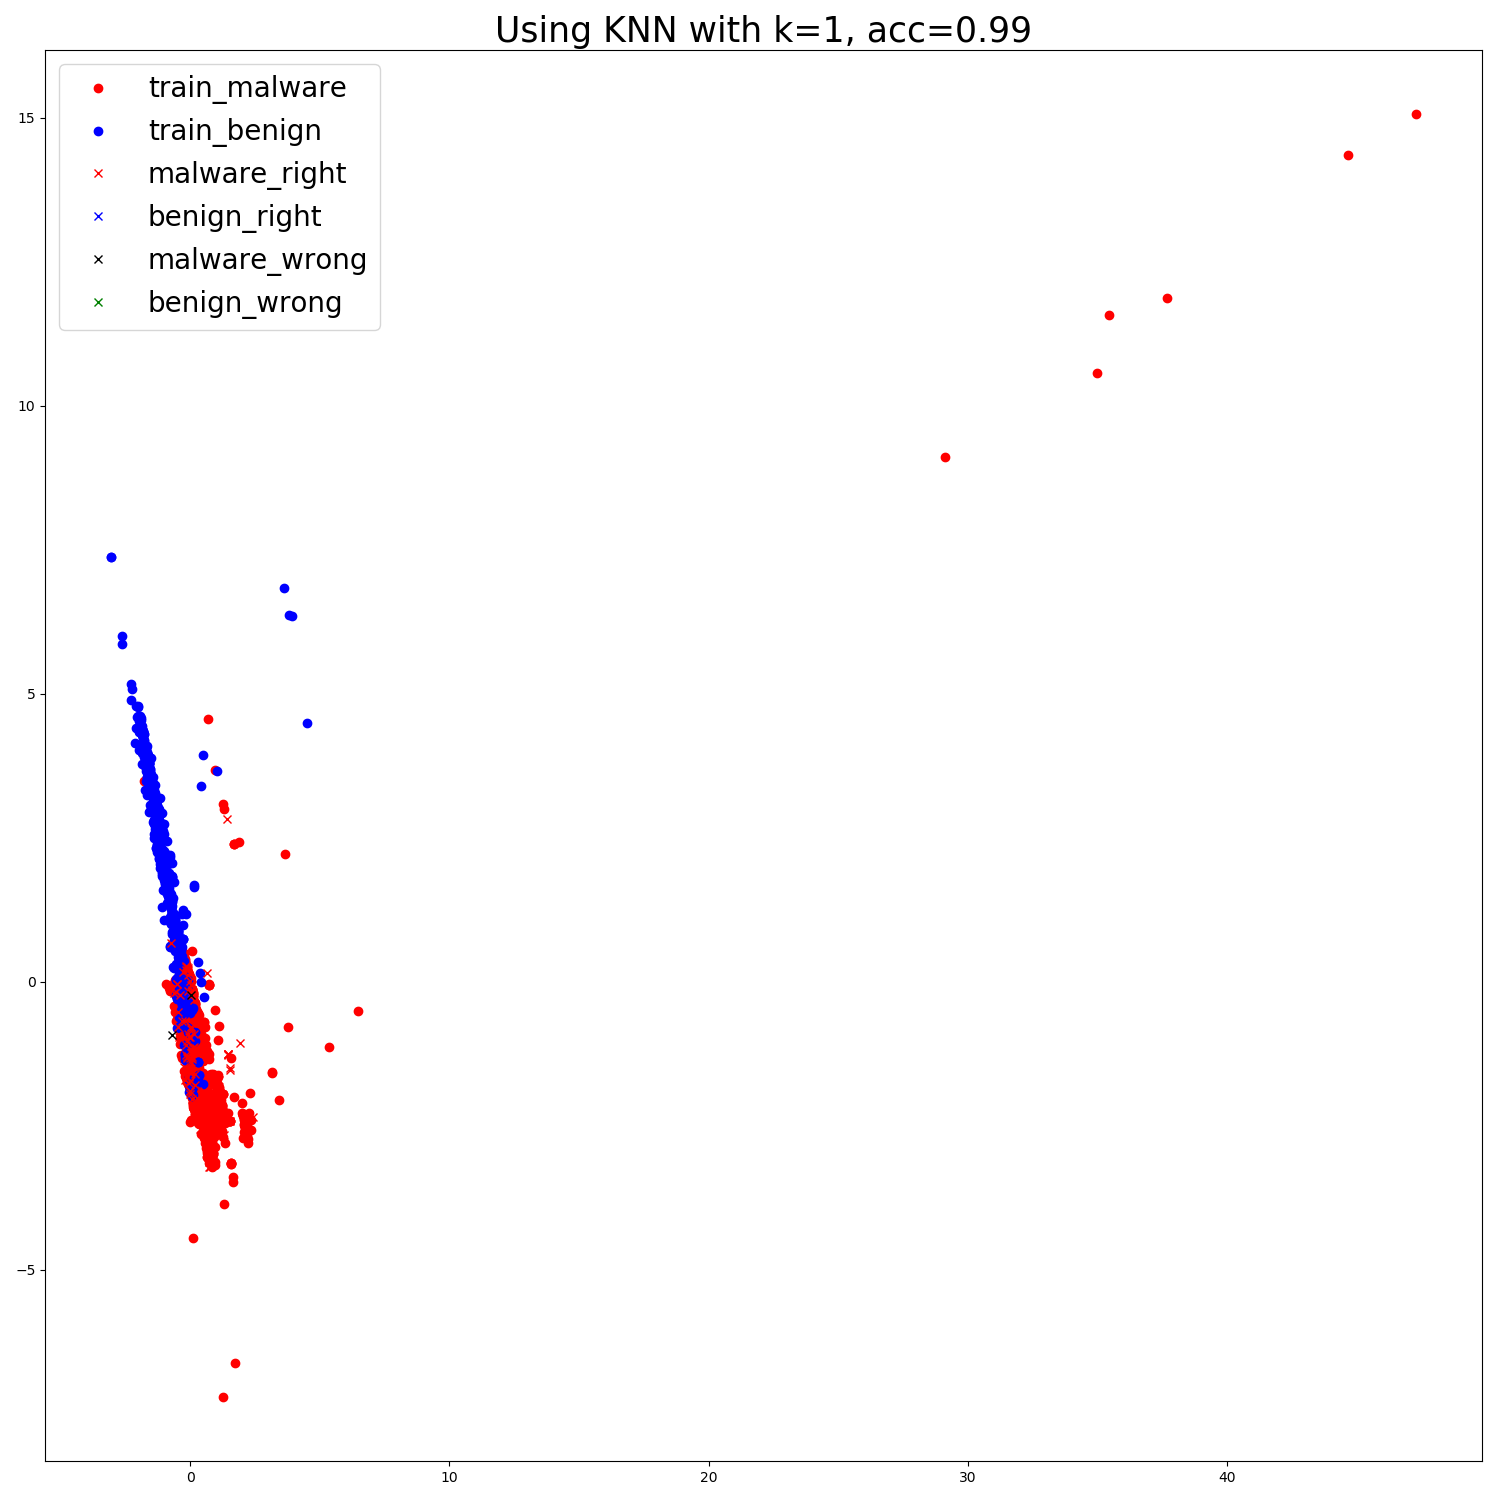 Using KNN with k=1, acc=0.99
train_malware
train_benign
malware_right
benign_right
malware_wrong
benign_wrong
15
10
5
0
−5
0
10
20
30
40